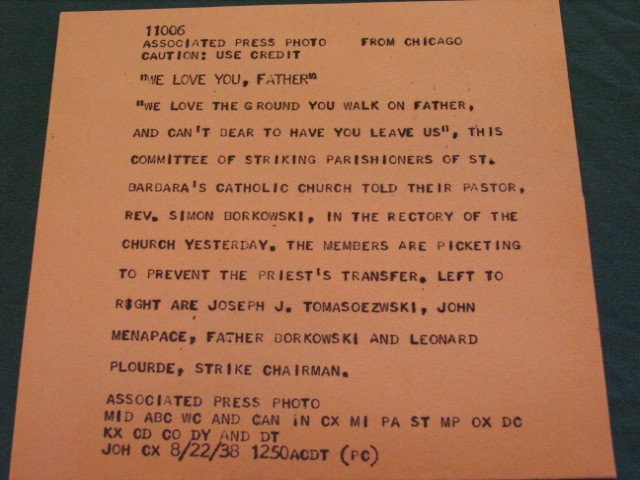 11006
ASSOCIATED PRESS PHOTO FROM CHICAGO
CAUTION: USE CREDIT
"WE LOVE YOU, FATHER"
"WE LOVE THE GROUND YOU WALK ON FATHER,
AND CAN'T BEAR TO HAVE YOU LEAVE US", THIS
COMMITTEE OF STRIKING PARISHIONERS OF ST.
BARBARA'S CATHOLIC CHURCH TOLD THEIR PASTOR,
REV. SIMON BORKOWSKI, IN THE RECTORY OF THE
CHURCH YESTERDAY. THE MEMBERS ARE PICKETING
TO PREVENT THE PRIEST'S TRANSFER. LEFT TO
RIGHT ARE JOSEPH J. TOMASOEZWSKI, JOHN
MENAPACE, FATHER BORKOWSKI AND LEONARD
PLOURDE, STRIKE CHAIRMAN.
ASSOCIATED PRESS PHOTO
MID ABC WC AND CAN IN CX MI PA ST MP OX DC
KX CD CO DY AND DT
JOH CX 8/22/38 1250ACDT (PC)